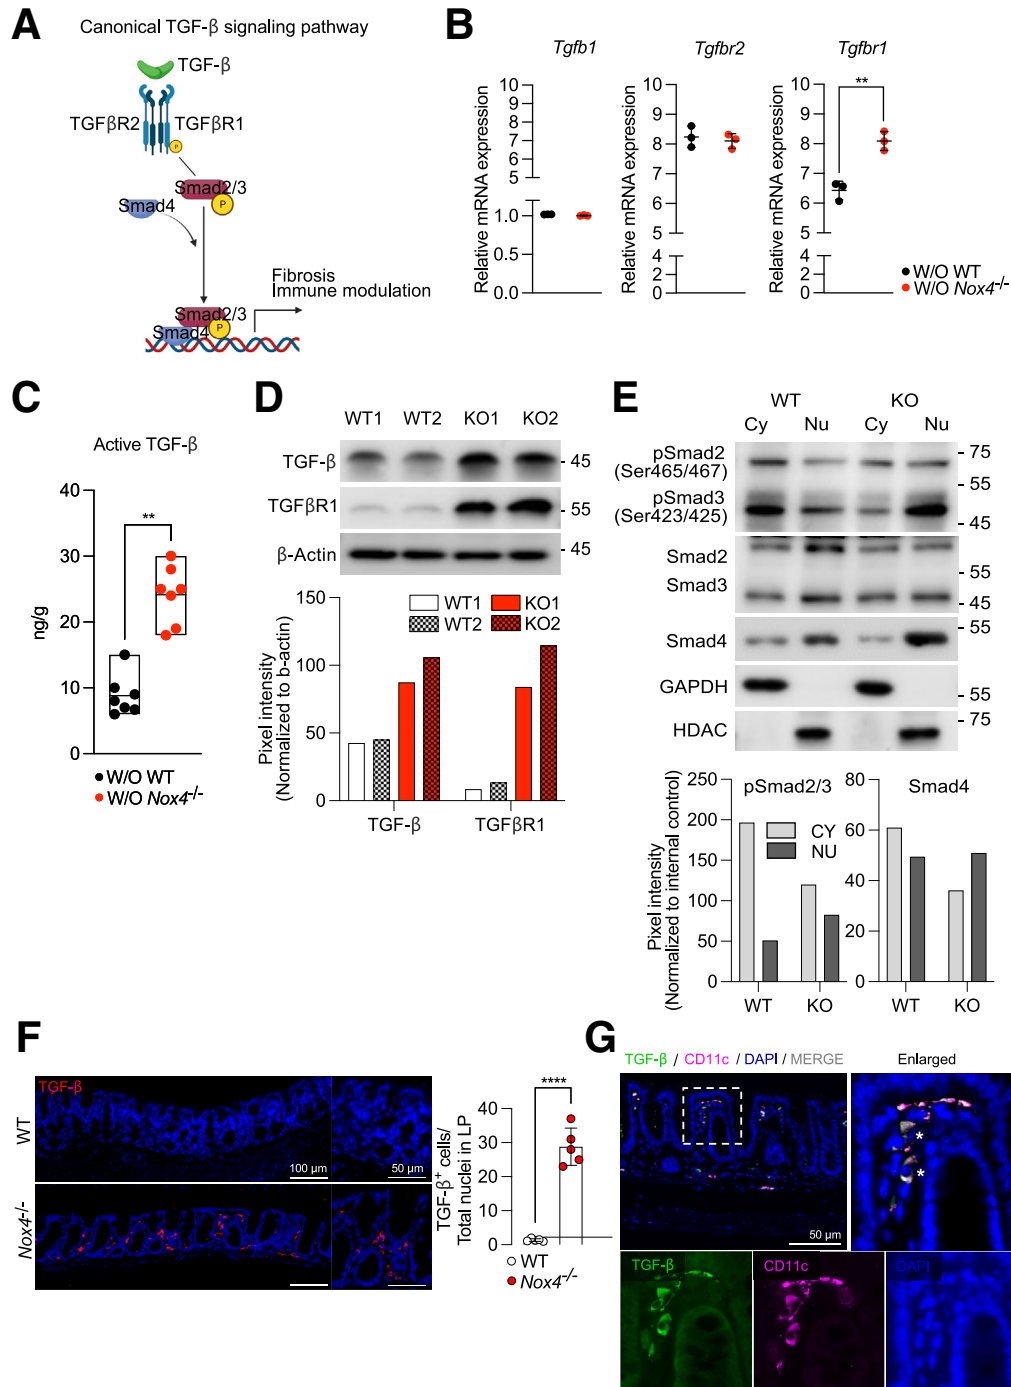 A
Canonical TGF-β signaling pathway
TGF-β
TGFβR2
TGFβR1
P
Smad2/3
Smad4
P
Fibrosis
Immune modulation
Smad2/3
Smad4
P
B
Tgfb1
Tgfbr2
Tgfbr1
Relative mRNA expression
10
9
8
7
6
5
1.0
0.0
Relative mRNA expression
10
9
8
7
6
5
4
2
0
Relative mRNA expression
10
9
8
7
6
5
4
2
0
**
W/O WT
W/O Nox4-/-
C
Active TGF-β
ng/g
40
30
20
10
0
**
W/O WT
W/O Nox4-/-
D
WT1 WT2 KO1 KO2
TGF-β
45
TGFβR1
55
β-Actin
45
Pixel intensity
(Normalized to b-actin)
150
100
50
0
WT1 KO1
WT2 KO2
TGF-β TGFβR1
E
WT KO
Cy Nu Cy Nu
pSmad2
(Ser465/467)
75
55
pSmad3
(Ser423/425)
45
Smad2
55
Smad3
45
Smad4
55
GAPDH
55
HDAC
75
Pixel intensity
(Normalized to internal control)
250
200
150
100
50
0
pSmad2/3
CY
NU
WT KO
80
60
40
20
0
Smad4
WT KO
F
TGF-β
WT
100 µm
50 µm
Nox4-/-
TGF-β+ cells/
Total nuclei in LP
40
30
20
10
0
****
WT
Nox4-/-
G
TGF-β / CD11c / DAPI / MERGE
Enlarged
50 µm
*
*
TGF-β
CD11c
DAPI